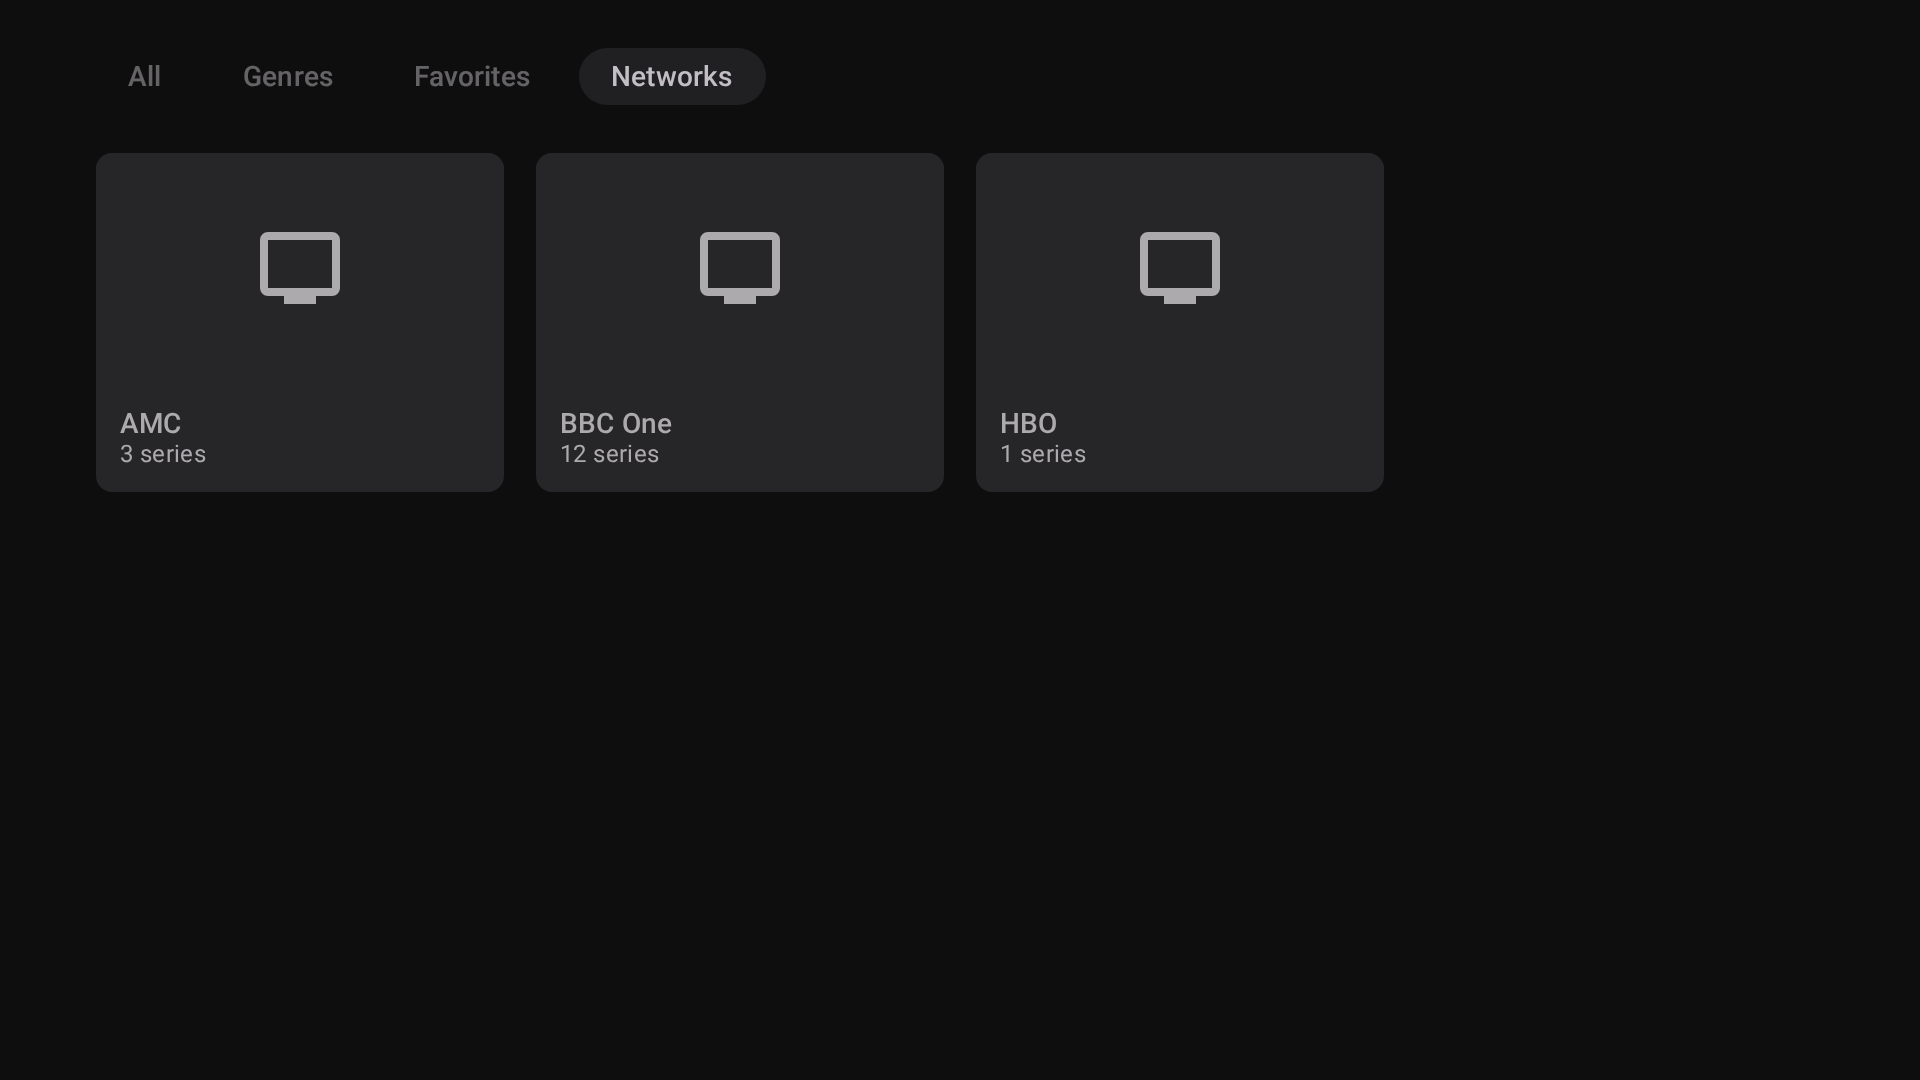 All
Genres
Favorites
Networks
AMC
3 series
BBC One
12 series
HBO
1 series